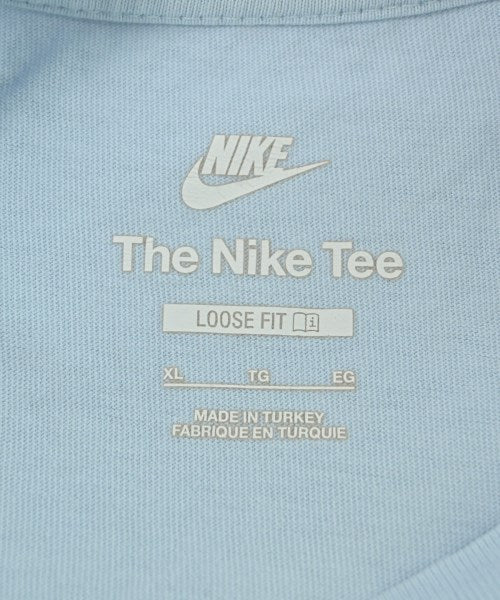 NIKE
The Nike Tee
LOOSE FIT
XL TG EG
MADE IN TURKEY
FABRIQUE EN TURQUIE